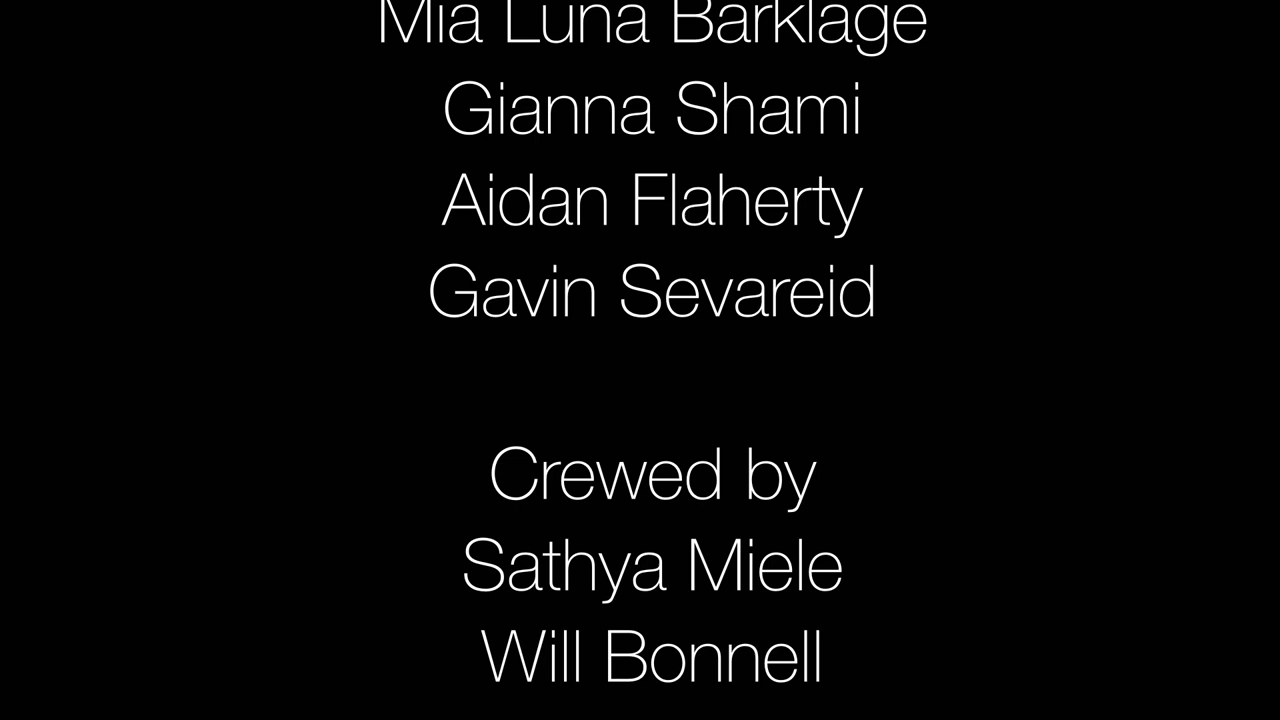 Mia Luna Barklage
Gianna Shami
Aidan Flaherty
Gavin Sevareid
Crewed by
Sathya Miele
Will Bonnell